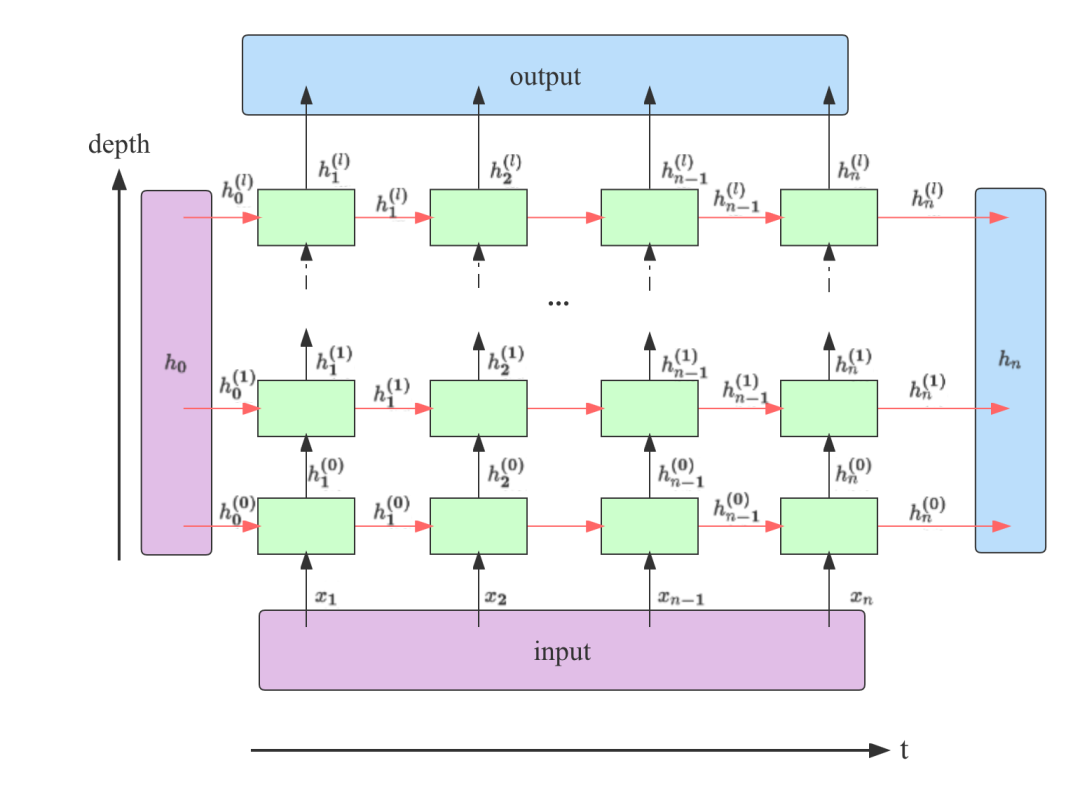 output
depth
h_1^{(l)} h_2^{(l)} h_{n-1}^{(l)} h_n^{(l)}
h_0^{(l)} h_1^{(l)} h_{n-1}^{(l)} h_n^{(l)}
...
h_0 h_n
h_1^{(1)} h_2^{(1)} h_{n-1}^{(1)} h_n^{(1)}
h_0^{(1)} h_1^{(1)} h_{n-1}^{(1)} h_n^{(1)}
h_1^{(0)} h_2^{(0)} h_{n-1}^{(0)} h_n^{(0)}
h_0^{(0)} h_1^{(0)} h_{n-1}^{(0)} h_n^{(0)}
x_1 x_2 x_{n-1} x_n
input
t